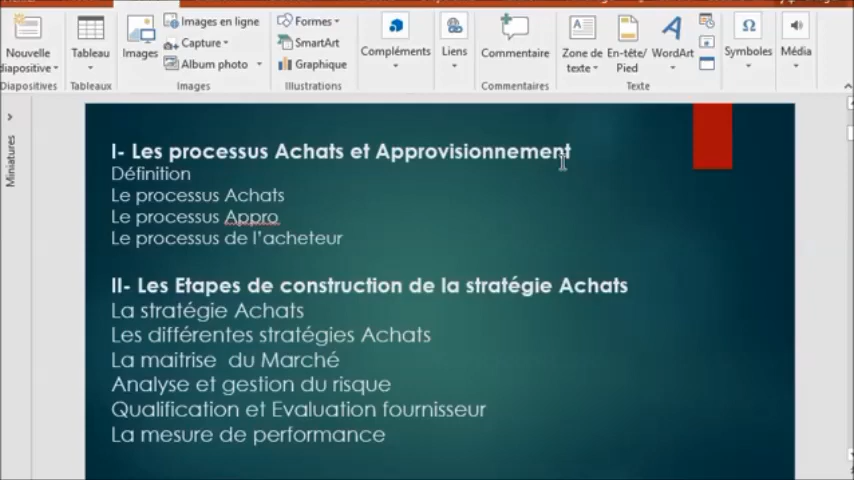 Nouvelle
diapositive
Diapositives
Tableau
Tableaux
Images
Images en ligne
Capture
Album photo
Images
Formes
SmartArt
Graphique
Illustrations
Compléments
Liens
Commentaire
Commentaires
Zone de
texte
En-tête/
Pied
WordArt
Texte
Symboles
Média
Miniatures
I- Les processus Achats et Approvisionnement
Définition
Le processus Achats
Le processus Appro
Le processus de l'acheteur
II- Les Etapes de construction de la stratégie Achats
La stratégie Achats
Les différentes stratégies Achats
La maitrise  du Marché
Analyse et gestion du risque
Qualification et Evaluation fournisseur
La mesure de performance